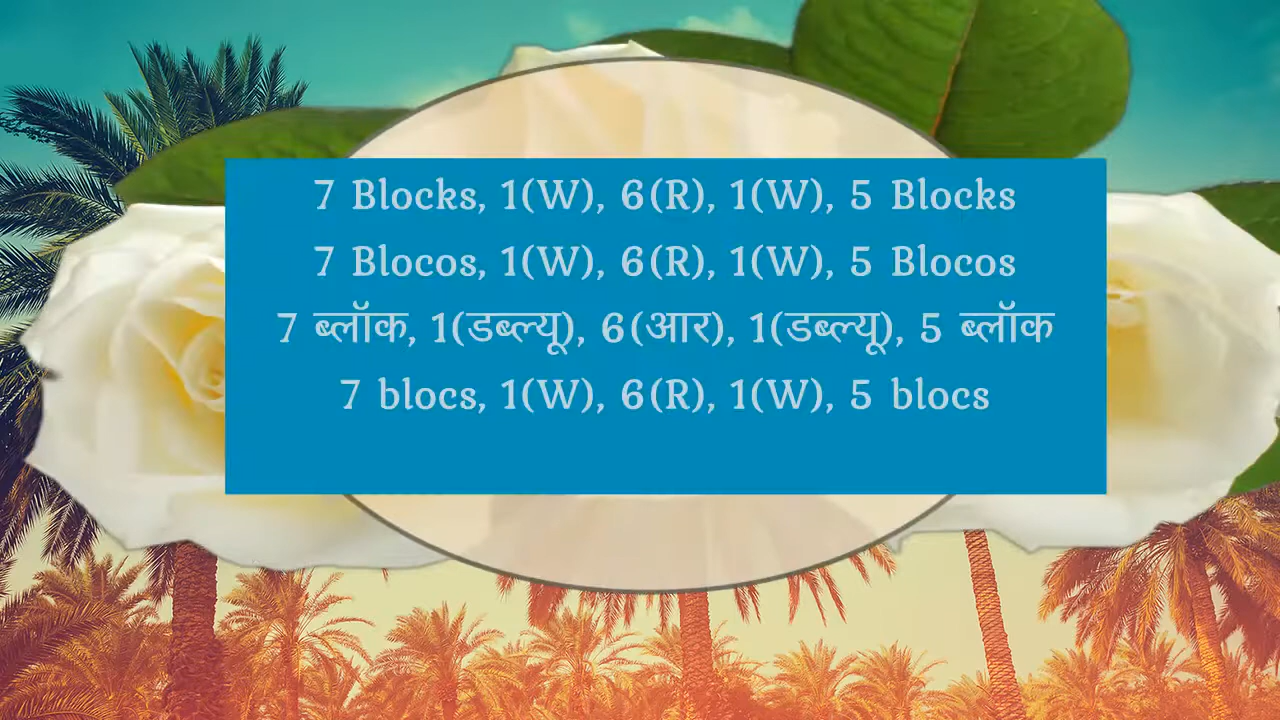 7 Blocks, 1(W), 6(R), 1(W), 5 Blocks
7 Blocos, 1(W), 6(R), 1(W), 5 Blocos
7 ब्लॉक, 1(डब्ल्यू), 6(आर), 1(डब्ल्यू), 5 ब्लॉक
7 blocs, 1(W), 6(R), 1(W), 5 blocs